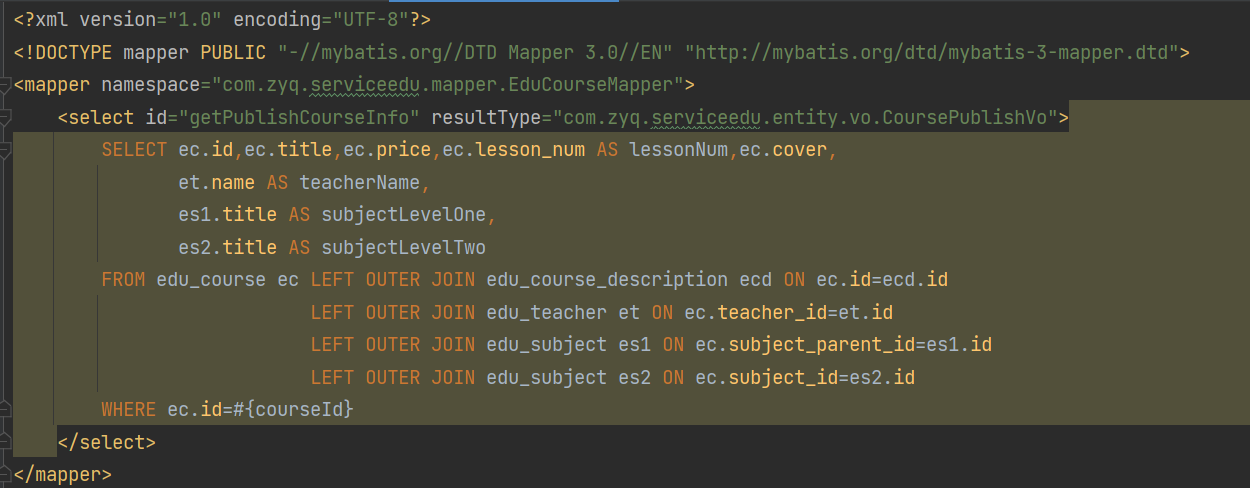 <?xml version="1.0" encoding="UTF-8"?>
<!DOCTYPE mapper PUBLIC "-//mybatis.org//DTD Mapper 3.0//EN" "http://mybatis.org/dtd/mybatis-3-mapper.dtd">
<mapper namespace="com.zyq.serviceedu.mapper.EduCourseMapper">
    <select id="getPublishCourseInfo" resultType="com.zyq.serviceedu.entity.vo.CoursePublishVo">
        SELECT ec.id,ec.title,ec.price,ec.lesson_num AS lessonNum,ec.cover,
               et.name AS teacherName,
               es1.title AS subjectLevelOne,
               es2.title AS subjectLevelTwo
        FROM edu_course ec LEFT OUTER JOIN edu_course_description ecd ON ec.id=ecd.id
                           LEFT OUTER JOIN edu_teacher et ON ec.teacher_id=et.id
                           LEFT OUTER JOIN edu_subject es1 ON ec.subject_parent_id=es1.id
                           LEFT OUTER JOIN edu_subject es2 ON ec.subject_id=es2.id
        WHERE ec.id=#{courseId}
    </select>
</mapper>